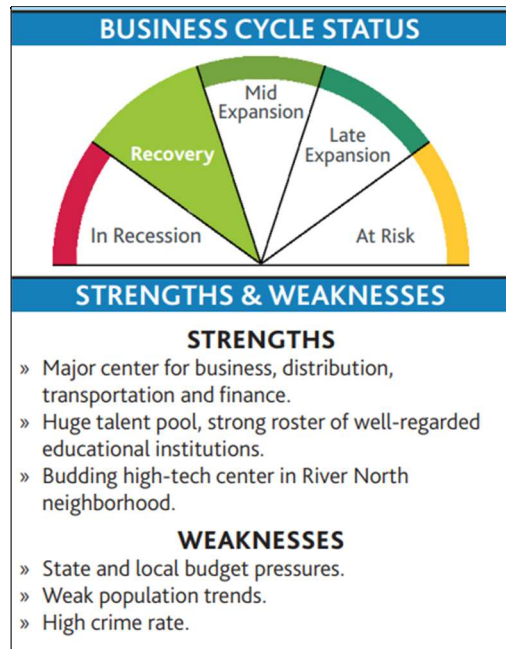 BUSINESS CYCLE STATUS
Mid
Expansion
Recovery
Late
Expansion
In Recession
At Risk
STRENGTHS & WEAKNESSES
STRENGTHS
» Major center for business, distribution,
transportation and finance.
» Huge talent pool, strong roster of well-regarded
educational institutions.
» Budding high-tech center in River North
neighborhood.
WEAKNESSES
» State and local budget pressures.
» Weak population trends.
» High crime rate.